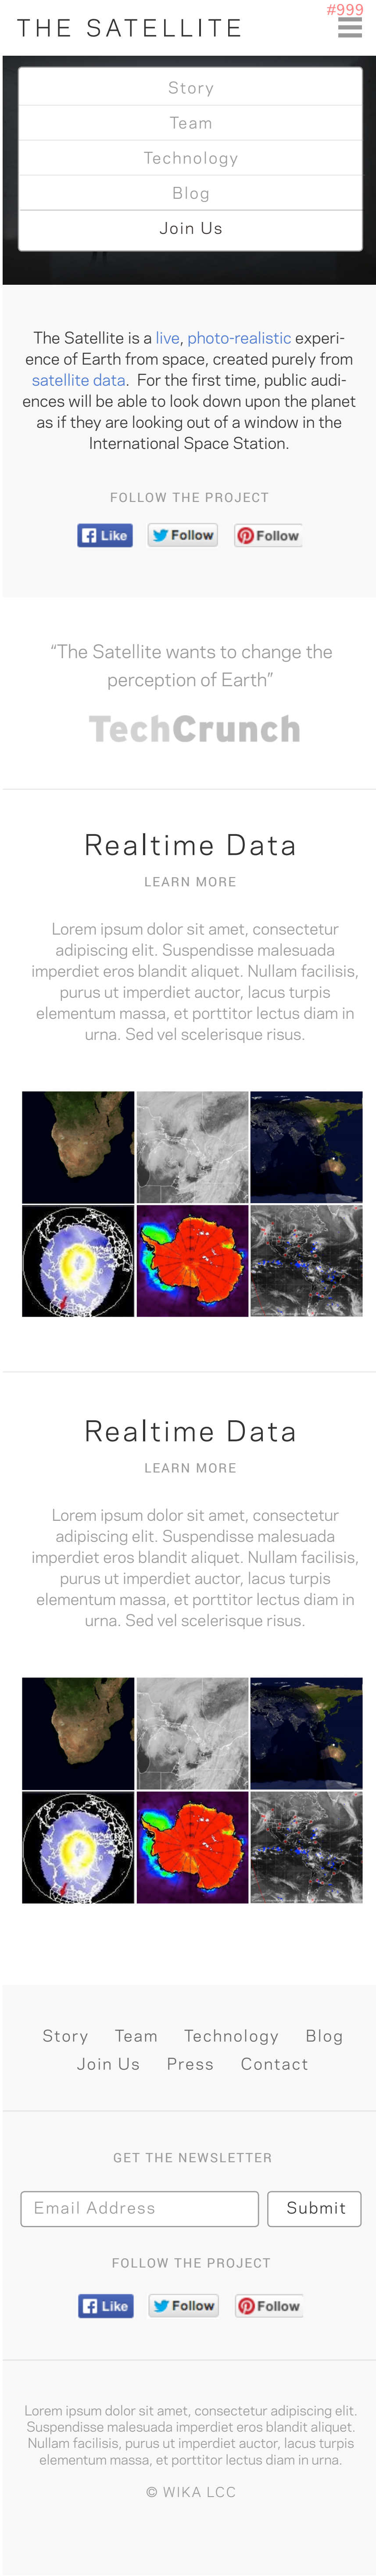 #999
THE SATELLITE
Story
Team
Technology
Blog
Join Us
The Satellite is a live, photo-realistic experi-
ence of Earth from space, created purely from
satellite data. For the first time, public audi-
ences will be able to look down upon the planet
as if they are looking out of a window in the
International Space Station.
FOLLOW THE PROJECT
Like Follow Follow
“The Satellite wants to change the
perception of Earth”
TechCrunch
Realtime Data
LEARN MORE
Lorem ipsum dolor sit amet, consectetur
adipiscing elit. Suspendisse malesuada
imperdiet eros blandit aliquet. Nullam facilisis,
purus ut imperdiet auctor, lacus turpis
elementum massa, et porttitor lectus diam in
urna. Sed vel scelerisque risus.
Realtime Data
LEARN MORE
Lorem ipsum dolor sit amet, consectetur
adipiscing elit. Suspendisse malesuada
imperdiet eros blandit aliquet. Nullam facilisis,
purus ut imperdiet auctor, lacus turpis
elementum massa, et porttitor lectus diam in
urna. Sed vel scelerisque risus.
Story Team Technology Blog
Join Us Press Contact
GET THE NEWSLETTER
Email Address Submit
FOLLOW THE PROJECT
Like Follow Follow
Lorem ipsum dolor sit amet, consectetur adipiscing elit.
Suspendisse malesuada imperdiet eros blandit aliquet.
Nullam facilisis, purus ut imperdiet auctor, lacus turpis
elementum massa, et porttitor lectus diam in urna.
© WIKA LCC